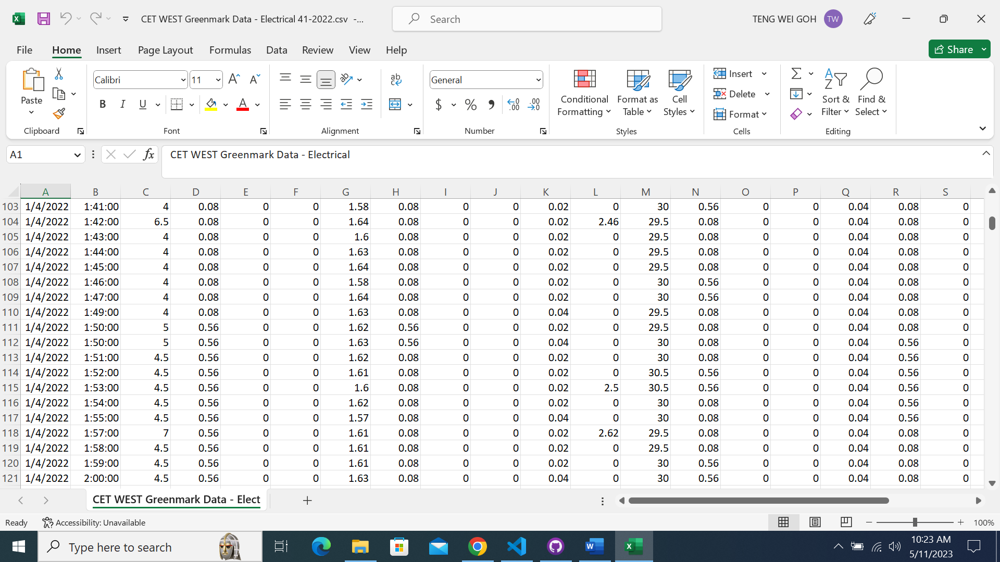 CET WEST Greenmark Data - Electrical 41-2022.csv -...
Search
TENG WEI GOH TW
File Home Insert Page Layout Formulas Data Review View Help
Share
Paste
Clipboard
Calibri 11
B I U
Font
Alignment
General
$ % 9 .00
Number
Conditional Formatting
Format as Table
Cell Styles
Styles
Insert
Delete
Format
Cells
Sort & Filter
Find & Select
Editing
A1 fx CET WEST Greenmark Data - Electrical
A B C D E F G H I J K L M N O P Q R S
103 1/4/2022 1:41:00 4 0.08 0 0 1.58 0.08 0 0 0.02 0 30 0.56 0 0 0.04 0.08 0
104 1/4/2022 1:42:00 6.5 0.08 0 0 1.64 0.08 0 0 0.02 2.46 29.5 0.08 0 0 0.04 0.08 0
105 1/4/2022 1:43:00 4 0.08 0 0 1.6 0.08 0 0 0.02 0 29.5 0.08 0 0 0.04 0.08 0
106 1/4/2022 1:44:00 4 0.08 0 0 1.63 0.08 0 0 0.02 0 29.5 0.08 0 0 0.04 0.08 0
107 1/4/2022 1:45:00 4 0.08 0 0 1.64 0.08 0 0 0.02 0 29.5 0.08 0 0 0.04 0.08 0
108 1/4/2022 1:46:00 4 0.08 0 0 1.58 0.08 0 0 0.02 0 30 0.56 0 0 0.04 0.08 0
109 1/4/2022 1:47:00 4 0.08 0 0 1.64 0.08 0 0 0.02 0 30 0.56 0 0 0.04 0.08 0
110 1/4/2022 1:49:00 4 0.08 0 0 1.63 0.08 0 0 0.04 0 29.5 0.08 0 0 0.04 0.08 0
111 1/4/2022 1:50:00 5 0.56 0 0 1.62 0.56 0 0 0.02 0 29.5 0.08 0 0 0.04 0.08 0
112 1/4/2022 1:50:00 5 0.56 0 0 1.63 0.56 0 0 0.04 0 30 0.08 0 0 0.04 0.56 0
113 1/4/2022 1:51:00 4.5 0.56 0 0 1.62 0.08 0 0 0.02 0 30 0.08 0 0 0.04 0.56 0
114 1/4/2022 1:52:00 4.5 0.56 0 0 1.61 0.08 0 0 0.02 0 30.5 0.56 0 0 0.04 0.56 0
115 1/4/2022 1:53:00 4.5 0.56 0 0 1.6 0.08 0 0 0.02 2.5 30.5 0.56 0 0 0.04 0.56 0
116 1/4/2022 1:54:00 4.5 0.56 0 0 1.62 0.08 0 0 0.02 0 30 0.08 0 0 0.04 0.56 0
117 1/4/2022 1:55:00 4.5 0.56 0 0 1.57 0.08 0 0 0.04 0 30 0.08 0 0 0.04 0.56 0
118 1/4/2022 1:57:00 7 0.56 0 0 1.61 0.08 0 0 0.02 2.62 29.5 0.08 0 0 0.04 0.08 0
119 1/4/2022 1:58:00 4.5 0.56 0 0 1.61 0.08 0 0 0.02 0 29.5 0.08 0 0 0.04 0.08 0
120 1/4/2022 1:59:00 4.5 0.56 0 0 1.61 0.08 0 0 0.02 0 30 0.56 0 0 0.04 0.08 0
121 1/4/2022 2:00:00 4.5 0.56 0 0 1.63 0.08 0 0 0.04 0 30 0.56 0 0 0.04 0.08 0
CET WEST Greenmark Data - Elect
Ready Accessibility: Unavailable 100%
Type here to search
10:23 AM
5/11/2023